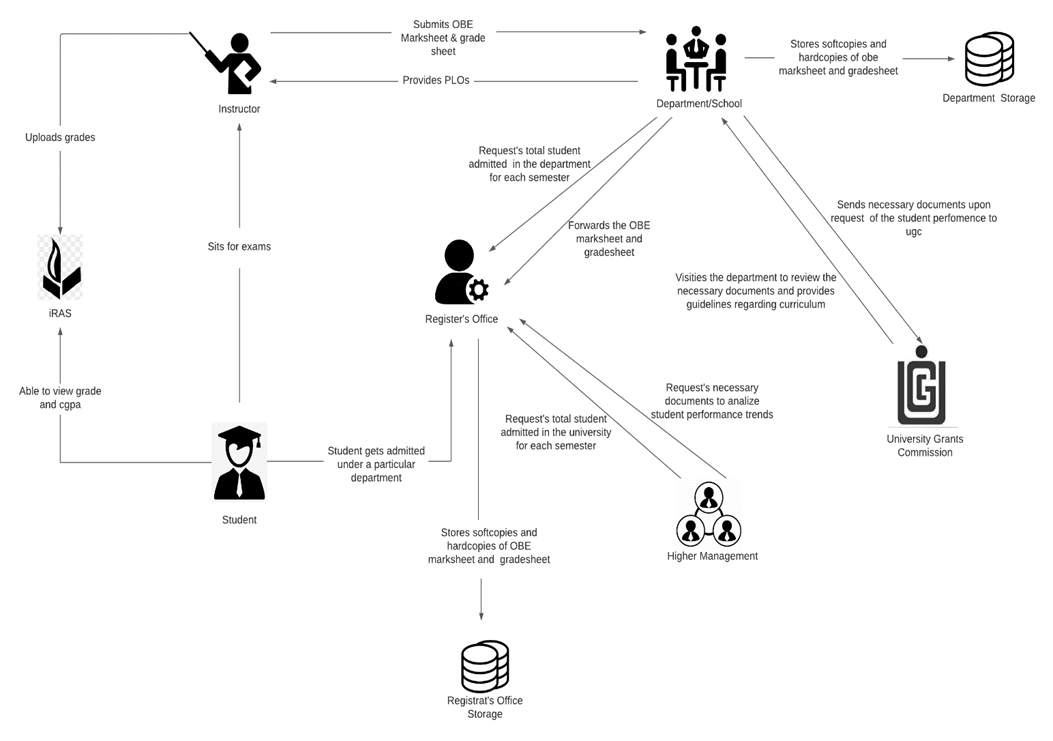 Submits OBE
Marksheet & grade
sheet
Provides PLOs
Instructor
Department/School
Stores softcopies and
hardcopies of obe
marksheet and gradesheet
Department Storage
Uploads grades
Request's total student
admitted in the department
for each semester
Forwards the OBE
marksheet and
gradesheet
Sends necessary documents upon
request of the student perfomence to
ugc
Sits for exams
Visities the department to review the
necessary documents and provides
guidelines regarding curriculum
iRAS
Register's Office
Able to view grade
and cgpa
Request's necessary
documents to analize
student performance trends
Request's total student
admitted in the university
for each semester
UGC
University Grants
Commission
Student gets admitted
under a particular
department
Student
Higher Management
Stores softcopies and
hardcopies of OBE
marksheet and gradesheet
Registrat's Office
Storage